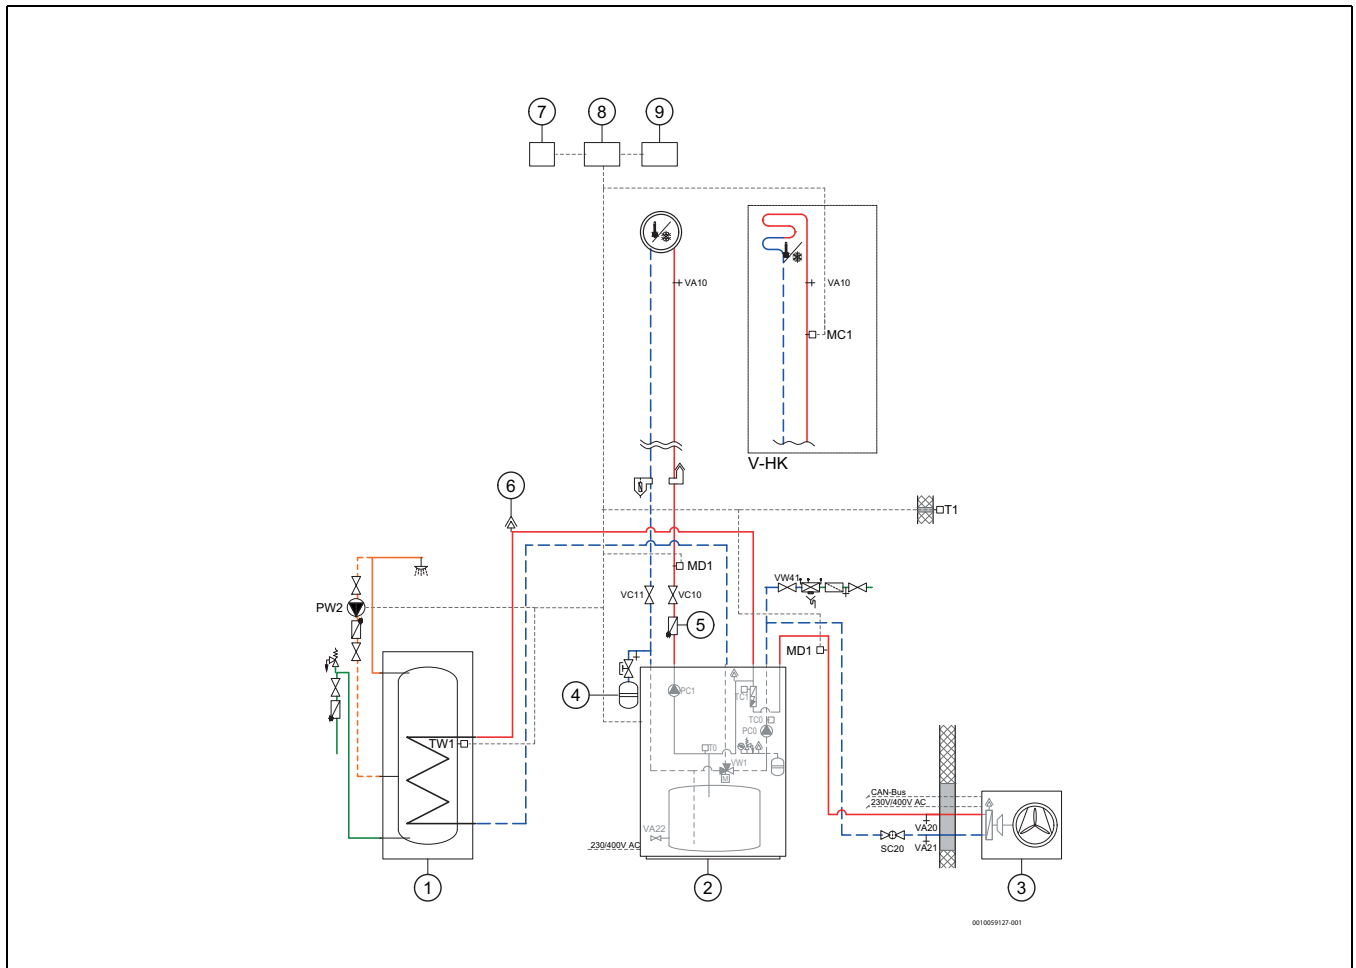 7
8
9
VA10
VA10
MC1
V-HK
6
T1
MD1
VW41
VC11
VC10
PW2
5
MD1
4
PC1
TC1
TC0
PC0
TW1
T0
VW1
M
CAN-Bus
230V/400V AC
VA22
VA20
230/400V AC
SC20
VA21
1
2
3
0010059127-001